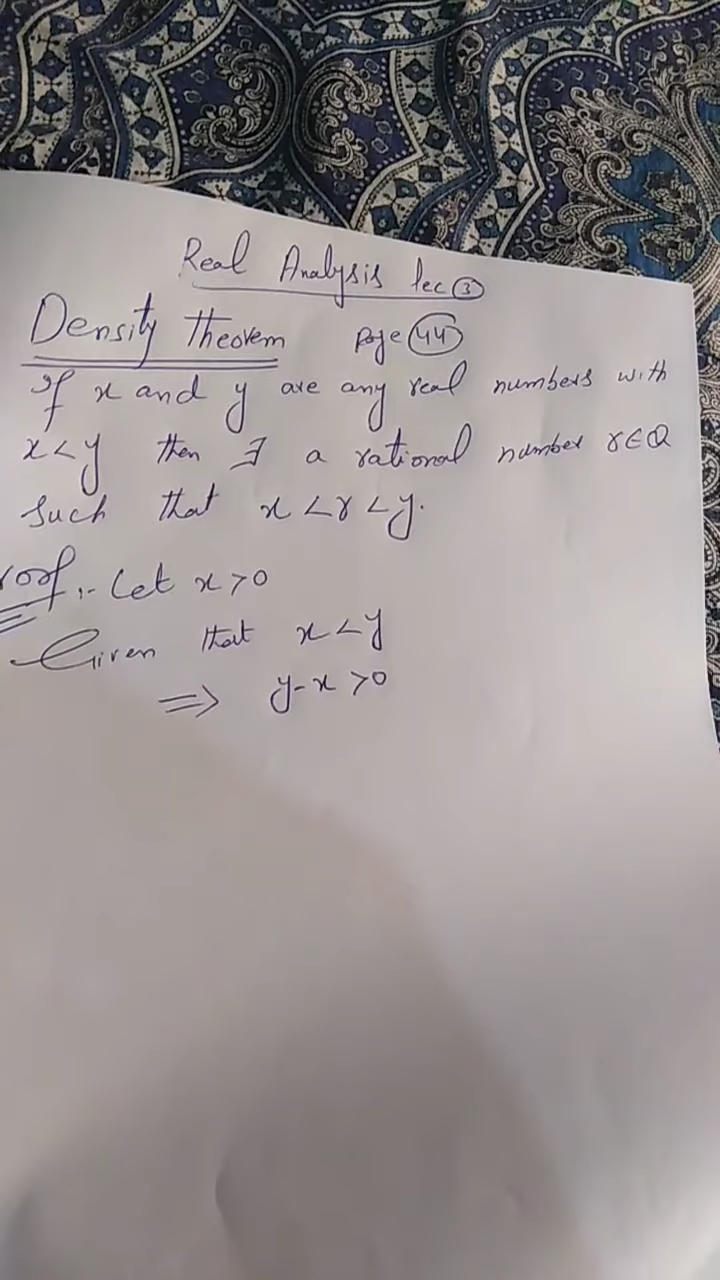 Real Analysis lec ③
Density Theorem page 44
If x and y are any real numbers with
x<y then ∃ a rational number r∈Q
such that x<r<y.
roof:- Let x>0
Given that x<y
⇒ y-x>0